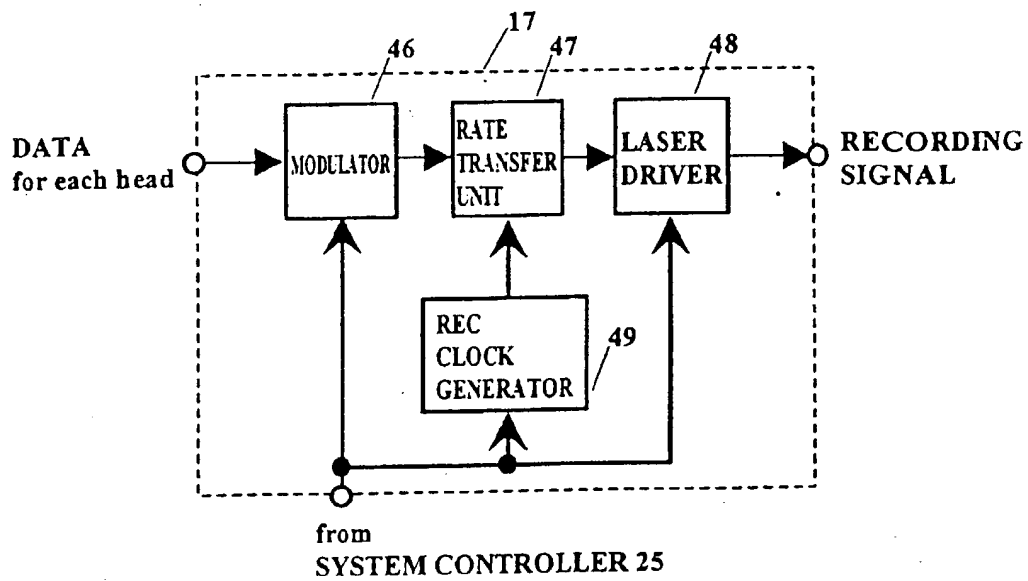 17
46
47
48
DATA
for each head
MODULATOR
RATE
TRANSFER
UNIT
LASER
DRIVER
RECORDING
SIGNAL
REC
CLOCK
GENERATOR
49
from
SYSTEM CONTROLLER 25